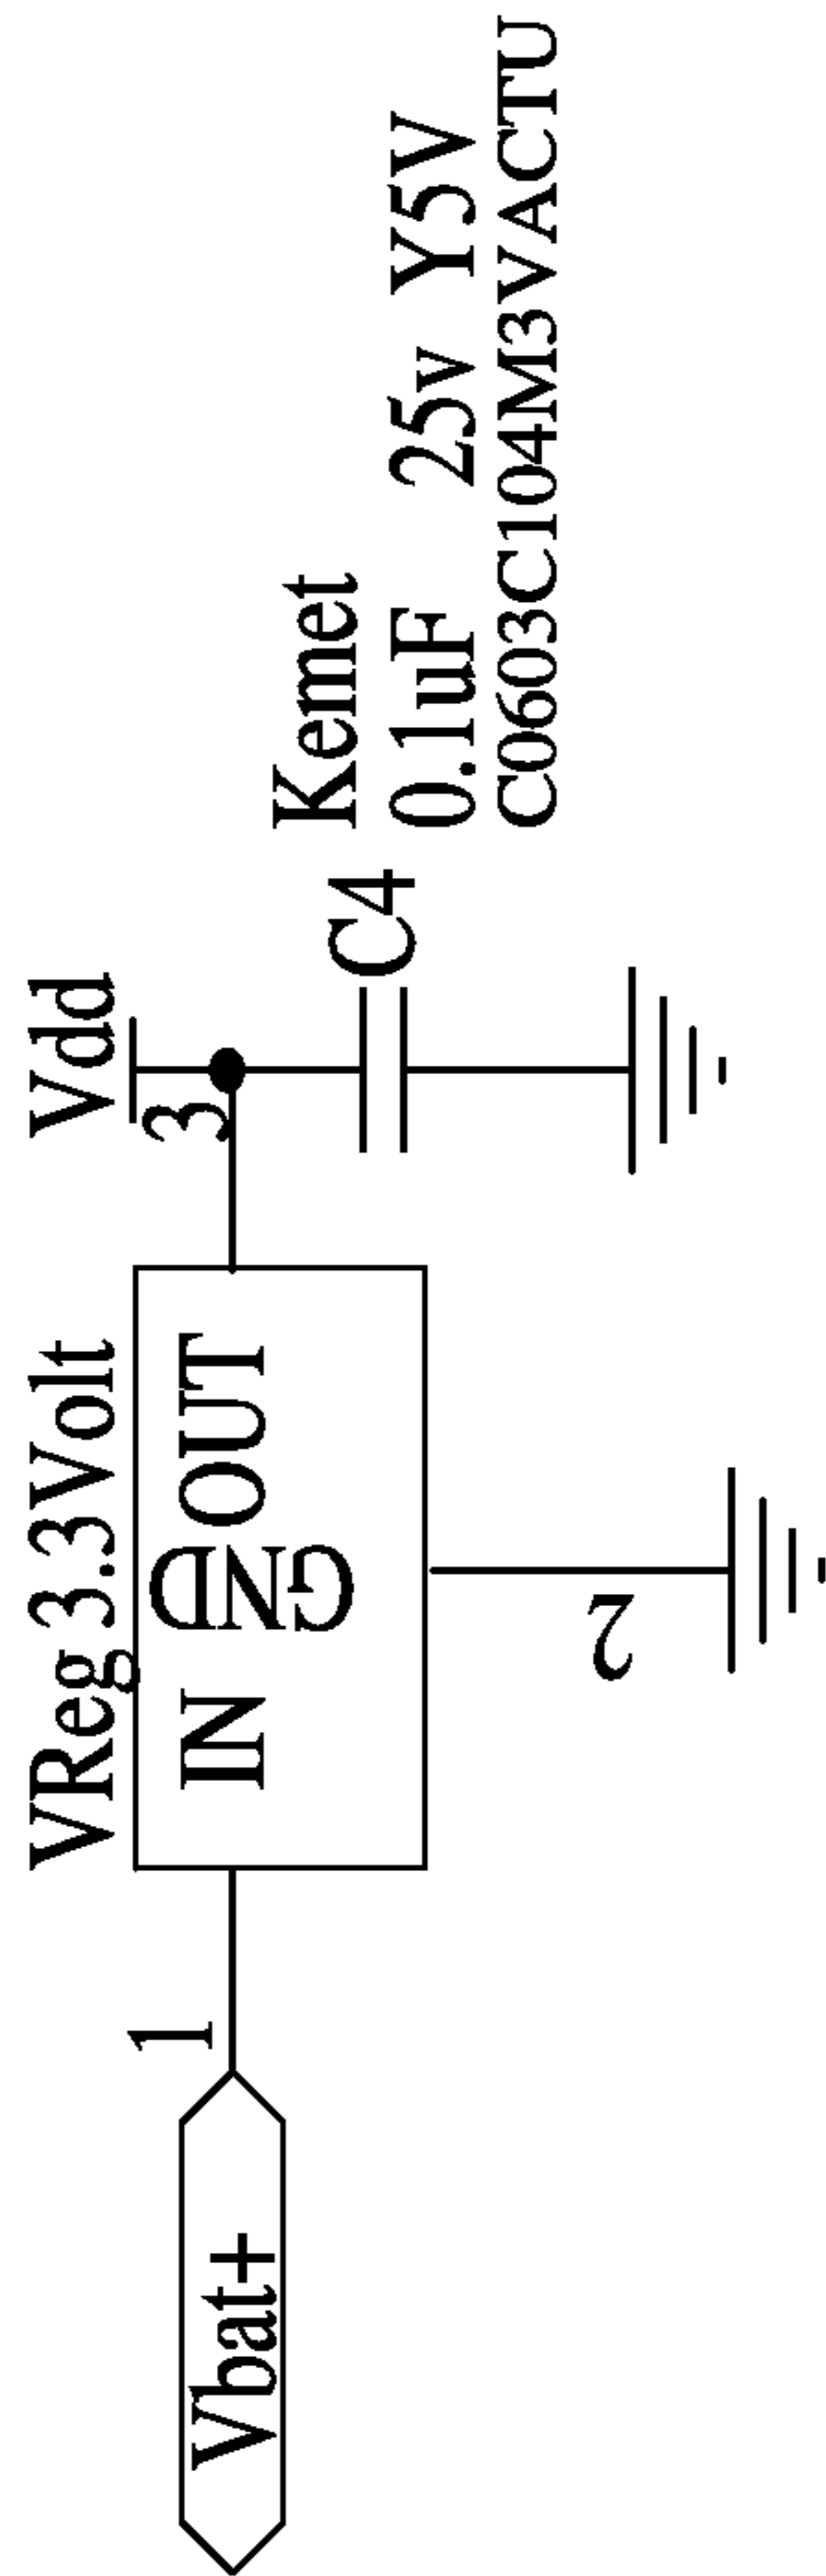 VReg 3.3Volt
Vdd
Vbat+
1
IN
GND
OUT
3
2
C4
Kemet
0.1uF 25v Y5V
C0603C104M3VACTU